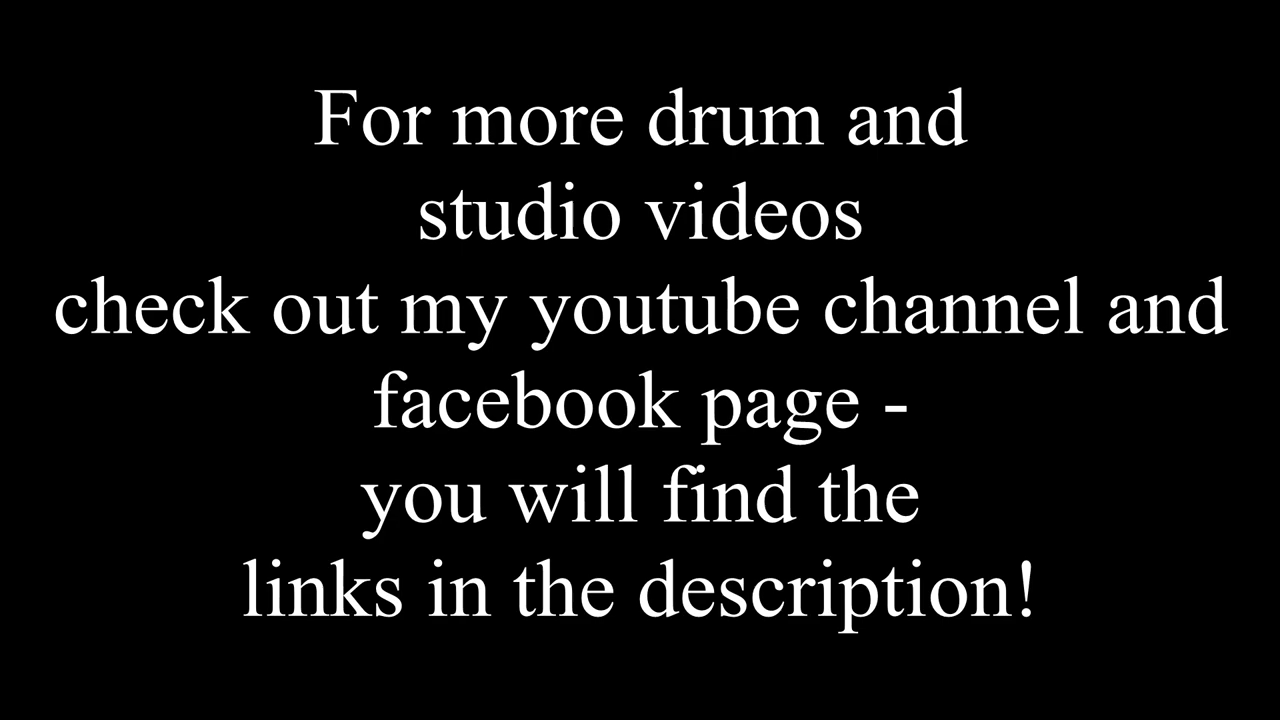 For more drum and
studio videos
check out my youtube channel and
facebook page -
you will find the
links in the description!